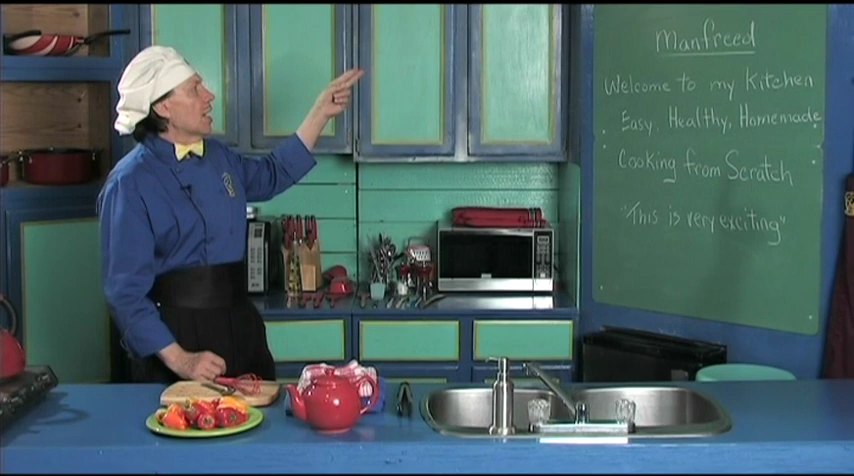 Manfreed
Welcome to my Kitchen
Easy, Healthy, Homemade
Cooking from Scratch
"This is very exciting"